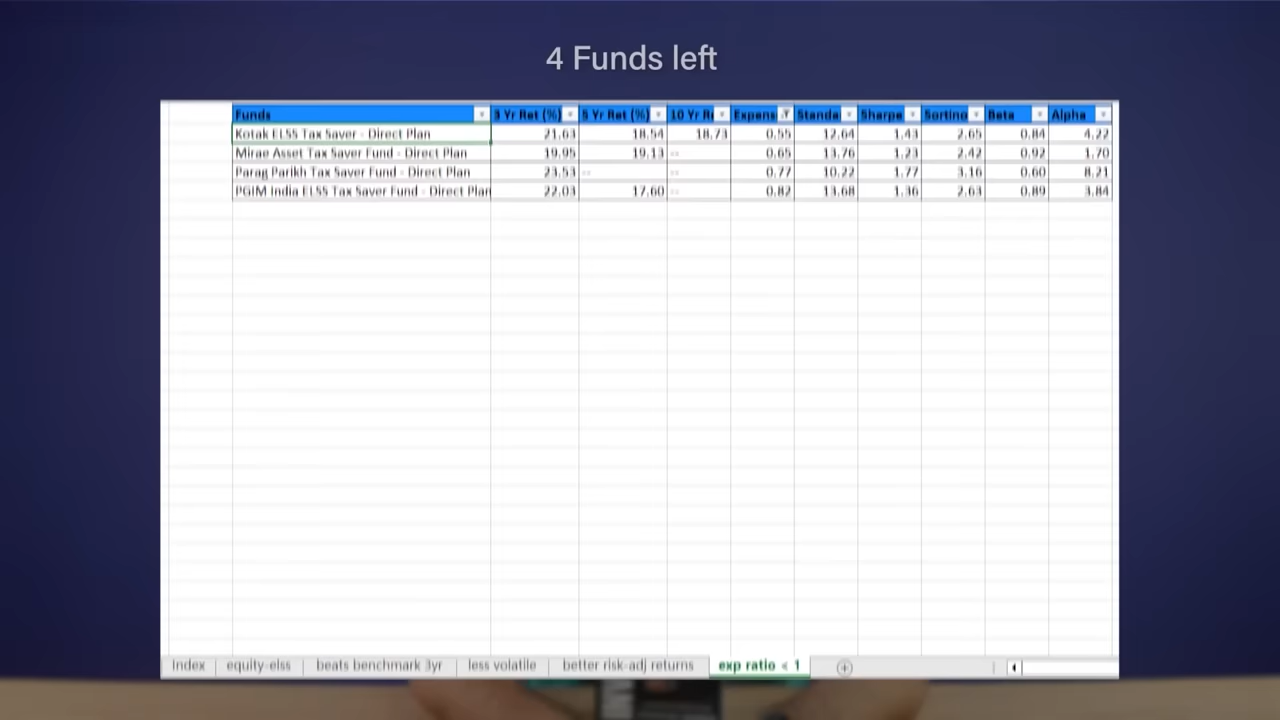 4 Funds left
Funds 3 Yr Ret (%) 5 Yr Ret (%) 10 Yr Re Expens Standa Sharpe Sortino Beta Alpha
Kotak ELSS Tax Saver - Direct Plan 21.63 18.54 18.73 0.55 12.64 1.43 2.65 0.84 4.22
Mirae Asset Tax Saver Fund - Direct Plan 19.95 19.13 -- 0.65 13.76 1.23 2.42 0.92 1.70
Parag Parikh Tax Saver Fund - Direct Plan 23.53 -- -- 0.77 10.22 1.77 3.16 0.60 8.21
PGIM India ELSS Tax Saver Fund - Direct Plan 22.03 17.60 -- 0.82 13.68 1.36 2.63 0.89 3.84
Index equity-elss beats benchmark 3yr less volatile better risk-adj returns exp ratio < 1